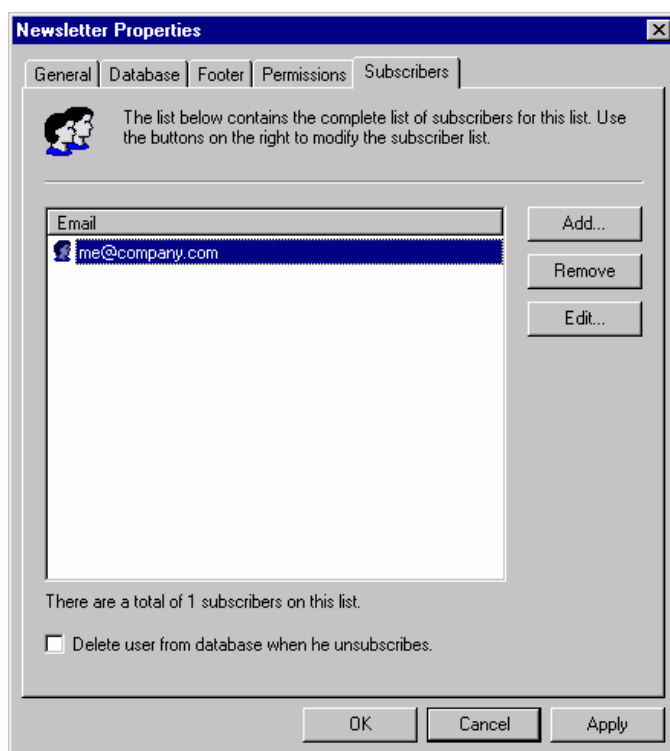 Newsletter Properties
General Database Footer Permissions Subscribers
The list below contains the complete list of subscribers for this list. Use
the buttons on the right to modify the subscriber list.
Email
Add...
me@company.com
Remove
Edit...
There are a total of 1 subscribers on this list.
Delete user from database when he unsubscribes.
OK Cancel Apply